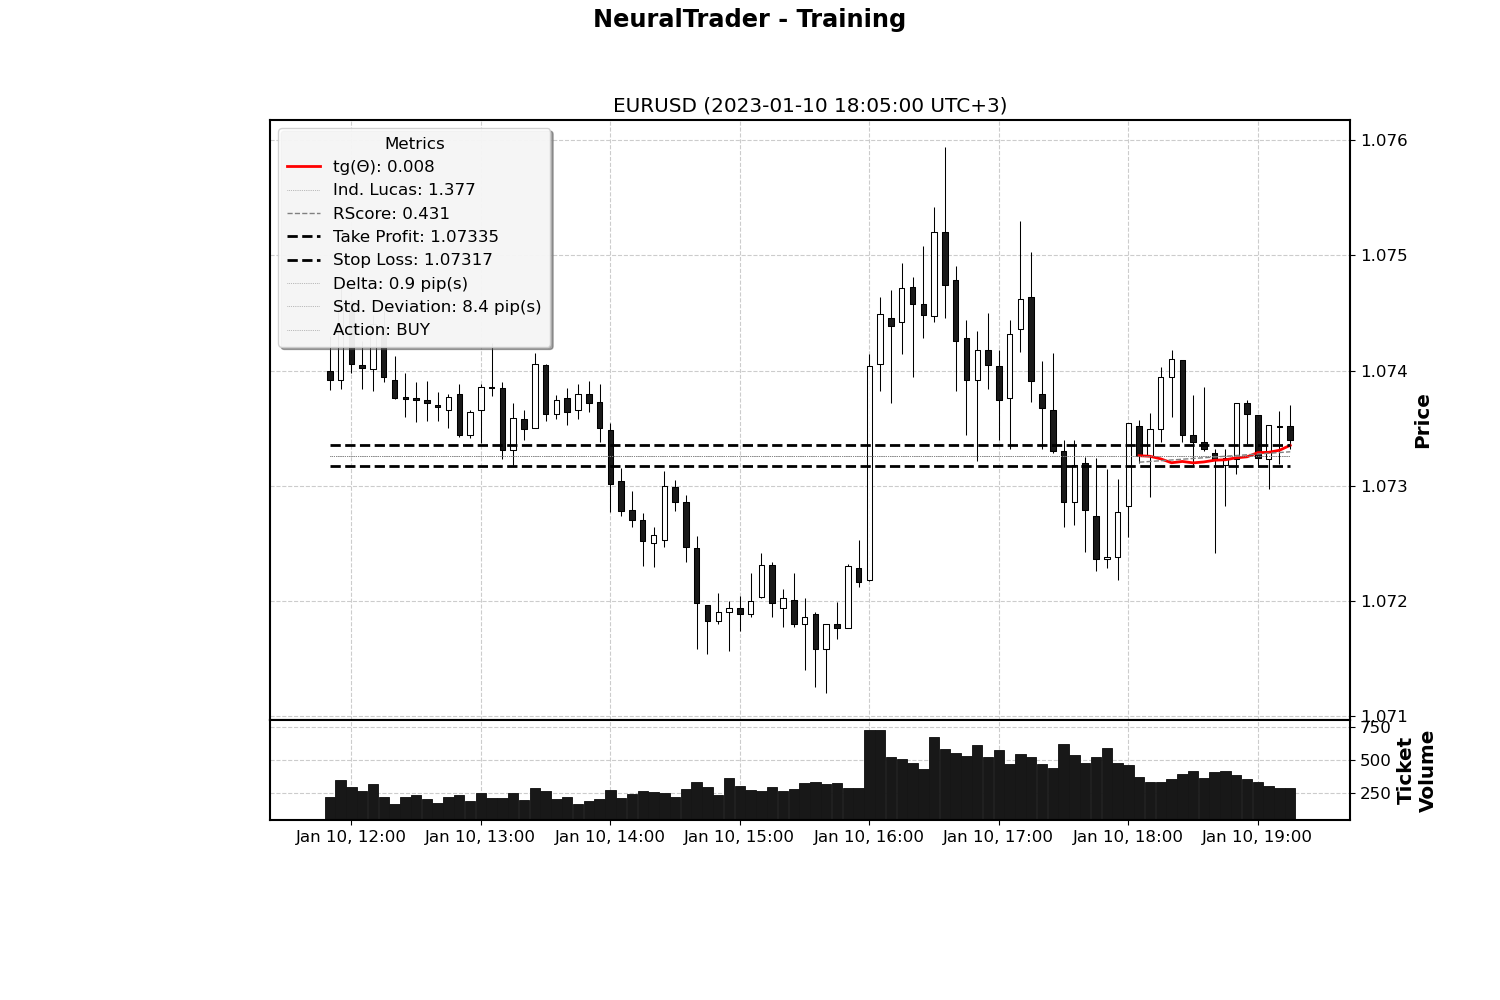 NeuralTrader - Training
EURUSD (2023-01-10 18:05:00 UTC+3)
Metrics
tg(Θ): 0.008
Ind. Lucas: 1.377
RScore: 0.431
Take Profit: 1.07335
Stop Loss: 1.07317
Delta: 0.9 pip(s)
Std. Deviation: 8.4 pip(s)
Action: BUY
1.076
1.075
1.074
1.073
1.072
1.071
Price
750
500
250
Ticket
Volume
Jan 10, 12:00
Jan 10, 13:00
Jan 10, 14:00
Jan 10, 15:00
Jan 10, 16:00
Jan 10, 17:00
Jan 10, 18:00
Jan 10, 19:00